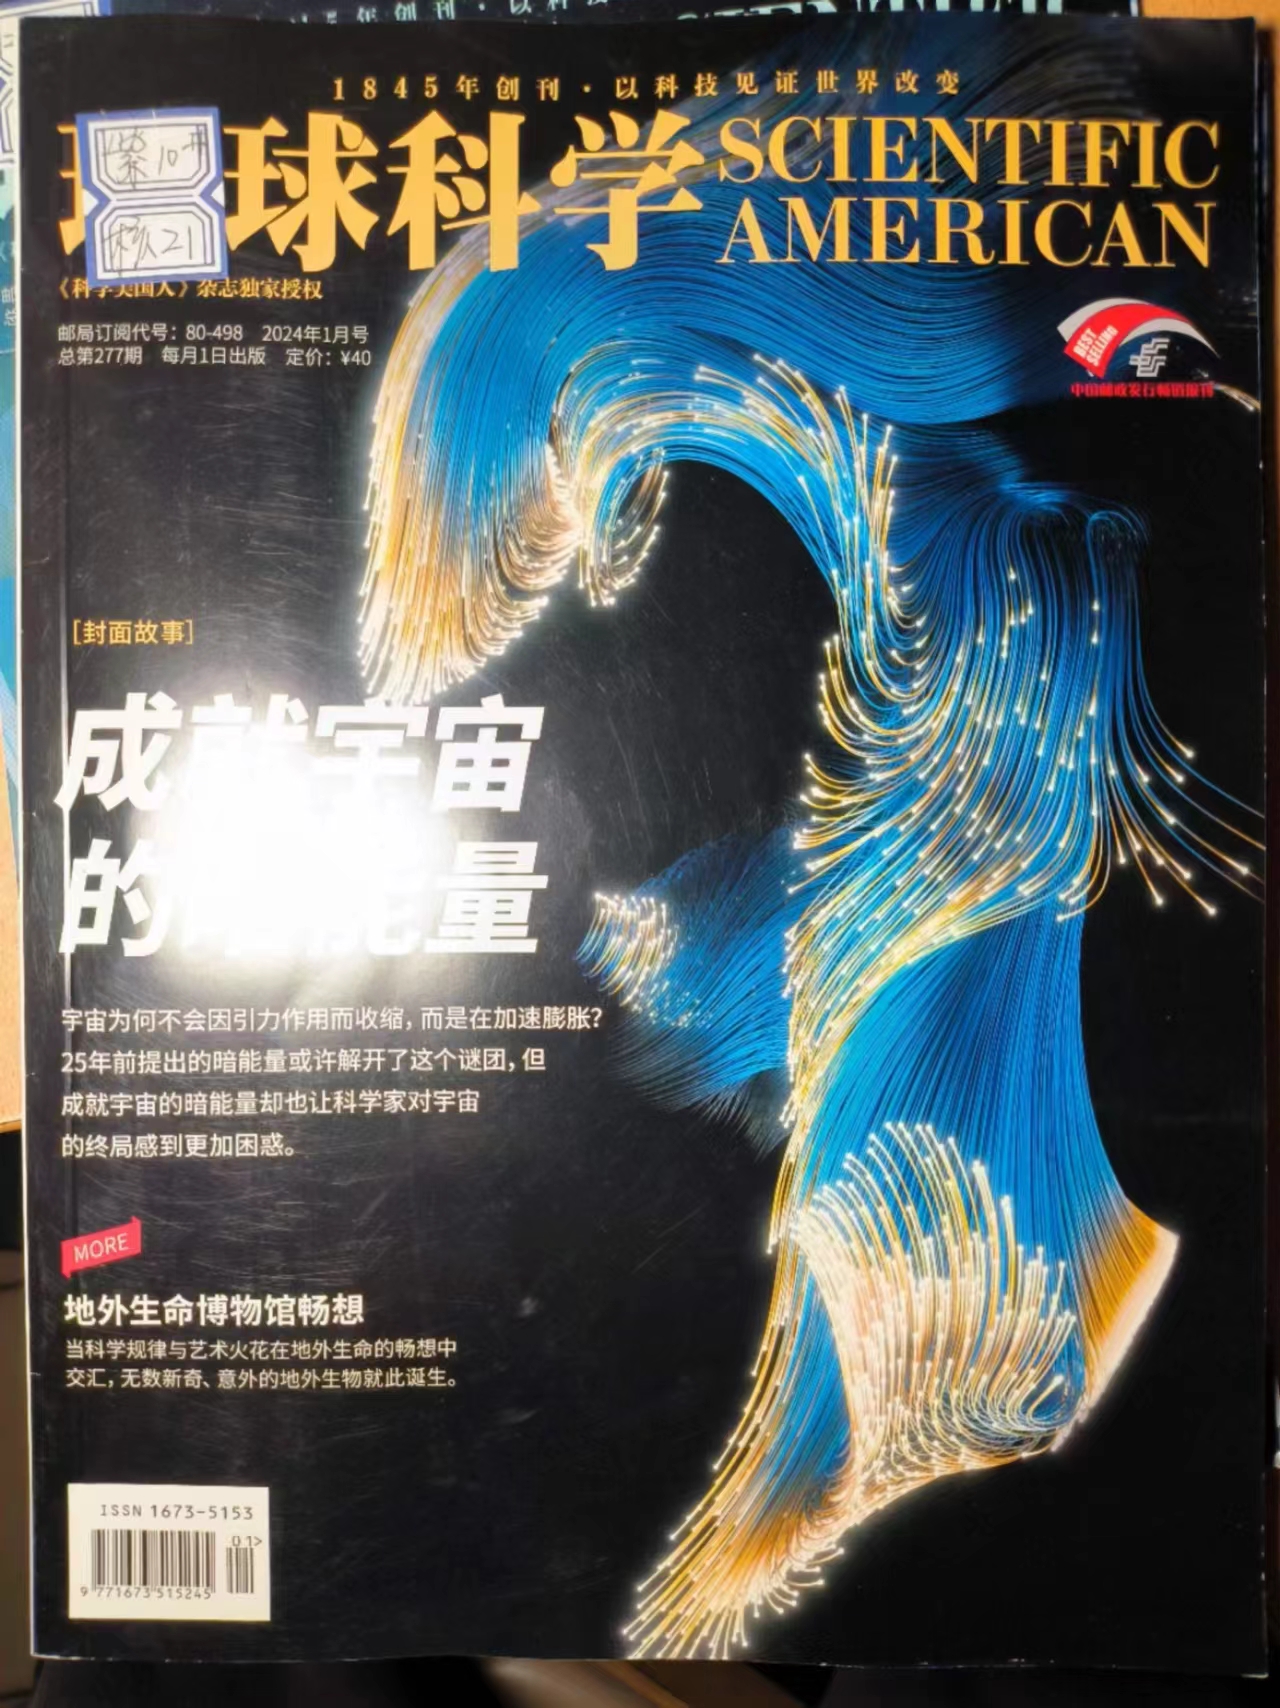 1845年创刊·以科技见证世界改变
球科学
SCIENTIFIC
AMERICAN
紫10册
核21
《科学美国人》杂志独家授权
邮局订阅代号：80-498 2024年1月号
总第277期 每月1日出版 定价：¥40
BEST
SELLING
中国邮政发行畅销报刊
[封面故事]
成就宇宙
的暗能量
宇宙为何不会因引力作用而收缩，而是在加速膨胀？
25年前提出的暗能量或许解开了这个谜团，但
成就宇宙的暗能量却也让科学家对宇宙
的终局感到更加困惑。
MORE
地外生命博物馆畅想
当科学规律与艺术火花在地外生命的畅想中
交汇，无数新奇、意外的地外生物就此诞生。
ISSN 1673-5153
01>
9 771673 515245